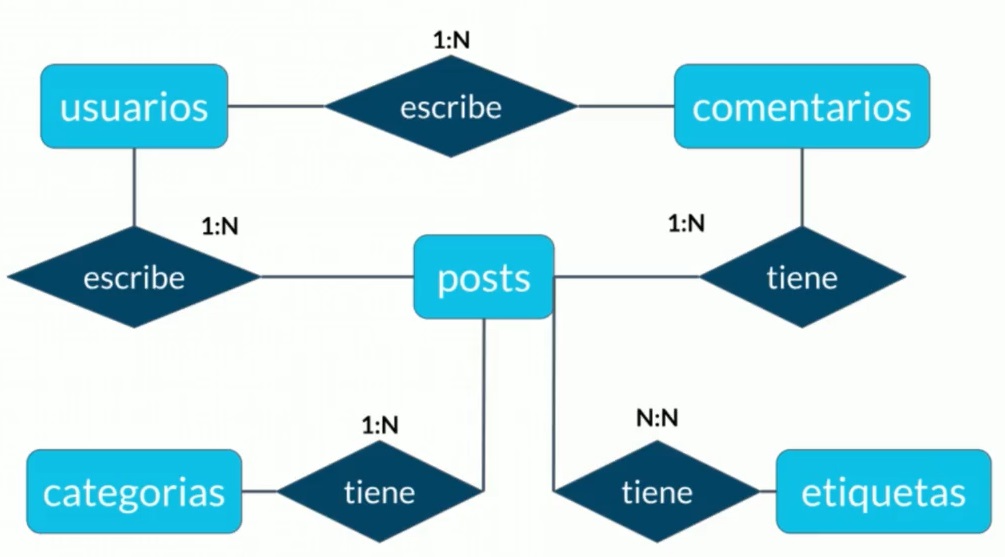 1:N
usuarios
escribe
comentarios
1:N
1:N
escribe
posts
tiene
1:N
N:N
categorias
tiene
tiene
etiquetas